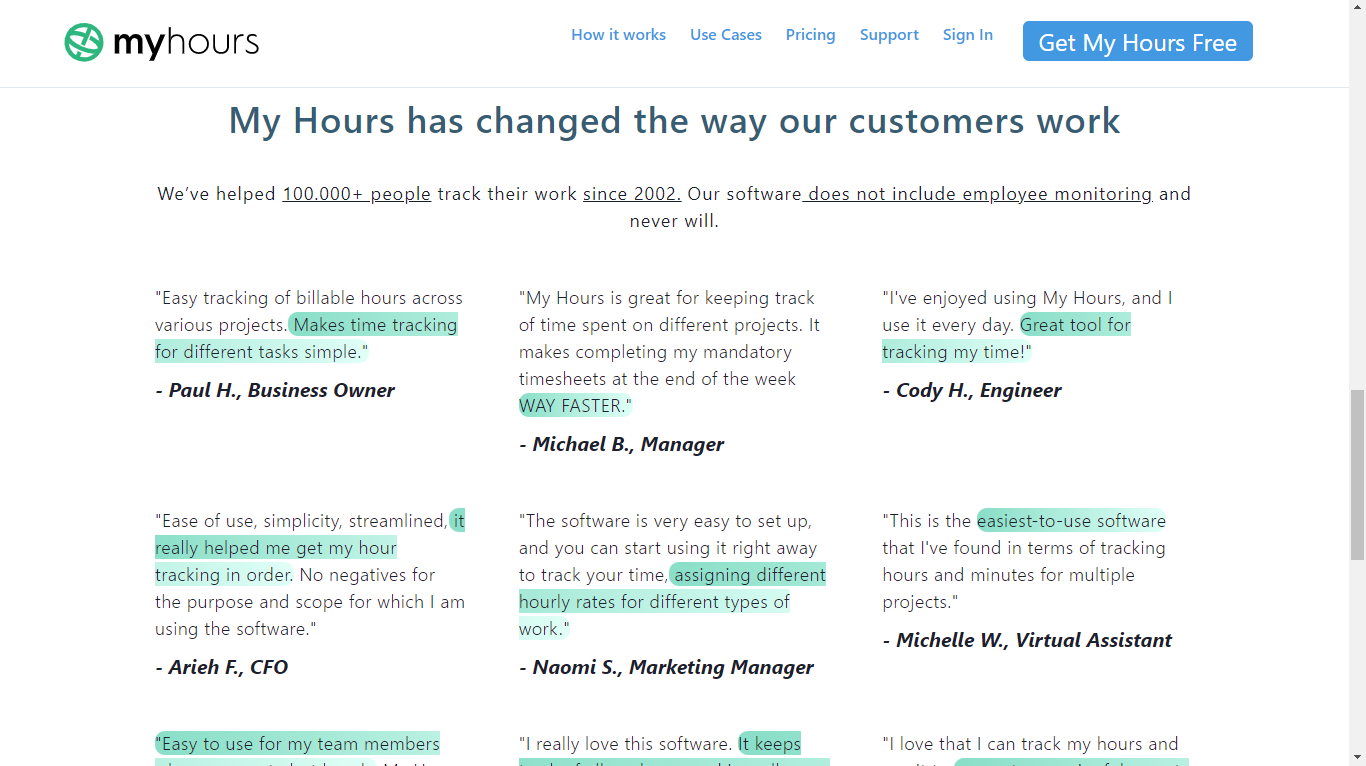 myhours
How it works Use Cases Pricing Support Sign In Get My Hours Free
My Hours has changed the way our customers work
We’ve helped 100.000+ people track their work since 2002. Our software does not include employee monitoring and
never will.
"Easy tracking of billable hours across
various projects. Makes time tracking
for different tasks simple."
- Paul H., Business Owner
"My Hours is great for keeping track
of time spent on different projects. It
makes completing my mandatory
timesheets at the end of the week
WAY FASTER."
- Michael B., Manager
"I've enjoyed using My Hours, and I
use it every day. Great tool for
tracking my time!"
- Cody H., Engineer
"Ease of use, simplicity, streamlined, it
really helped me get my hour
tracking in order. No negatives for
the purpose and scope for which I am
using the software."
- Arieh F., CFO
"The software is very easy to set up,
and you can start using it right away
to track your time, assigning different
hourly rates for different types of
work."
- Naomi S., Marketing Manager
"This is the easiest-to-use software
that I've found in terms of tracking
hours and minutes for multiple
projects."
- Michelle W., Virtual Assistant
"Easy to use for my team members
"I really love this software. It keeps
"I love that I can track my hours and